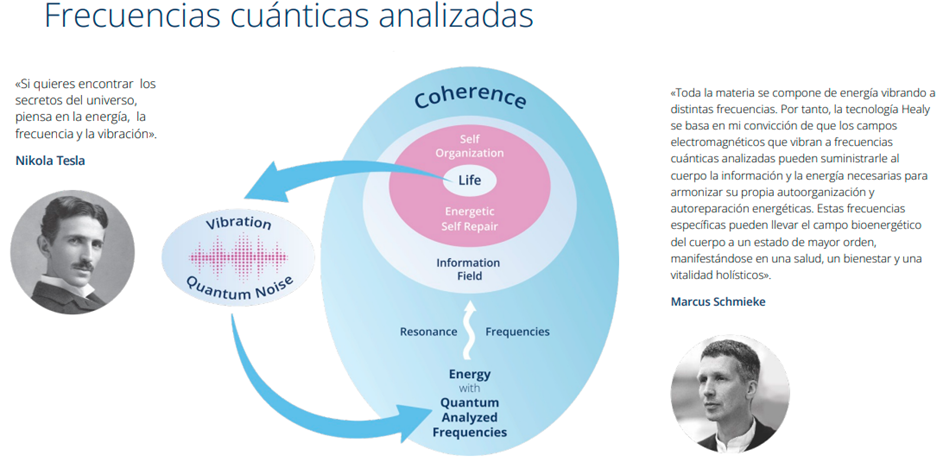 Frecuencias cuánticas analizadas
«Si quieres encontrar los
secretos del universo,
piensa en la energía, la
frecuencia y la vibración».
Nikola Tesla
Vibration
Quantum Noise
Coherence
Self
Organization
Life
Energetic
Self Repair
Information
Field
Resonance Frequencies
Energy
with
Quantum
Analyzed
Frequencies
«Toda la materia se compone de energía vibrando a
distintas frecuencias. Por tanto, la tecnología Healy
se basa en mi convicción de que los campos
electromagnéticos que vibran a frecuencias
cuánticas analizadas pueden suministrarle al
cuerpo la información y la energía necesarias para
armonizar su propia autoorganización y
autoreparación energéticas. Estas frecuencias
específicas pueden llevar el campo bioenergético
del cuerpo a un estado de mayor orden,
manifestándose en una salud, un bienestar y una
vitalidad holísticos».
Marcus Schmieke